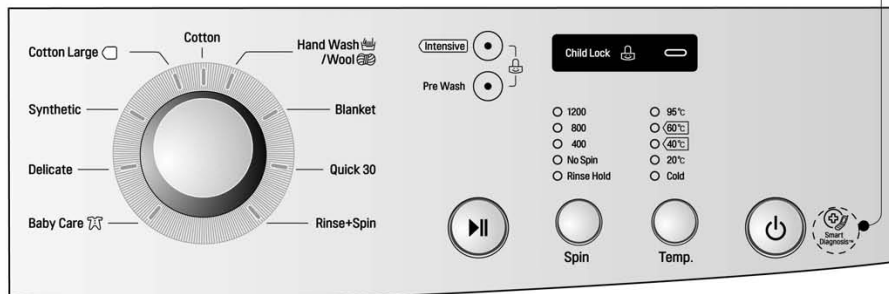 Cotton Large
Cotton
Hand Wash
/Wool
Synthetic
Blanket
Delicate
Quick 30
Baby Care
Rinse+Spin
Intensive
Pre Wash
Child Lock
1200
800
400
No Spin
Rinse Hold
95°C
60°C
40°C
20°C
Cold
Spin
Temp.
Smart
Diagnosis™